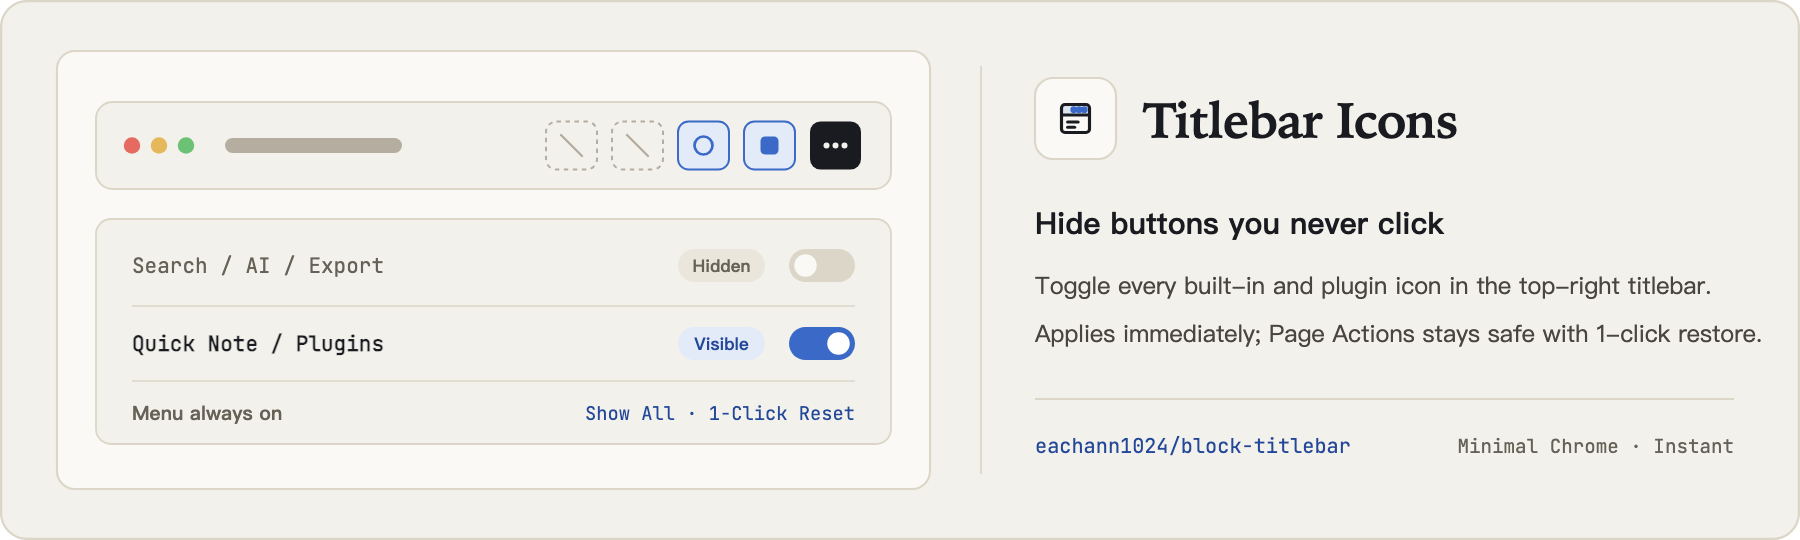 Search / AI / Export
Hidden
Quick Note / Plugins
Visible
Menu always on
Show All · 1-Click Reset
Titlebar Icons
Hide buttons you never click
Toggle every built-in and plugin icon in the top-right titlebar.
Applies immediately; Page Actions stays safe with 1-click restore.
eachann1024/block-titlebar
Minimal Chrome · Instant